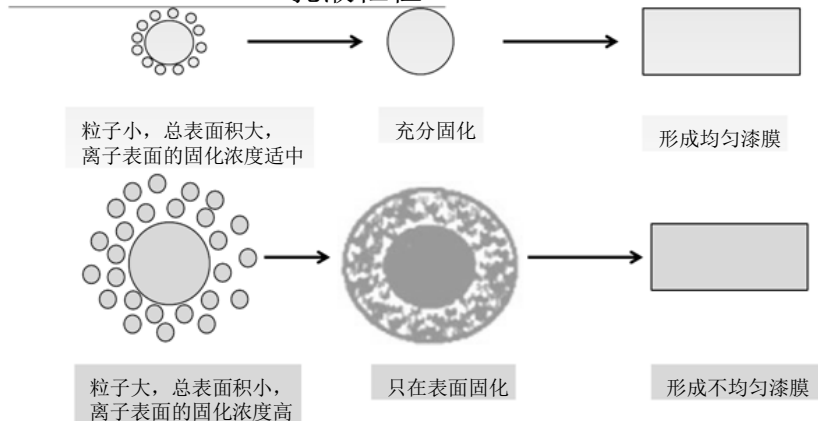 粒子小，总表面积大，
离子表面的固化浓度适中
充分固化
形成均匀漆膜
粒子大，总表面积小，
离子表面的固化浓度高
只在表面固化
形成不均匀漆膜